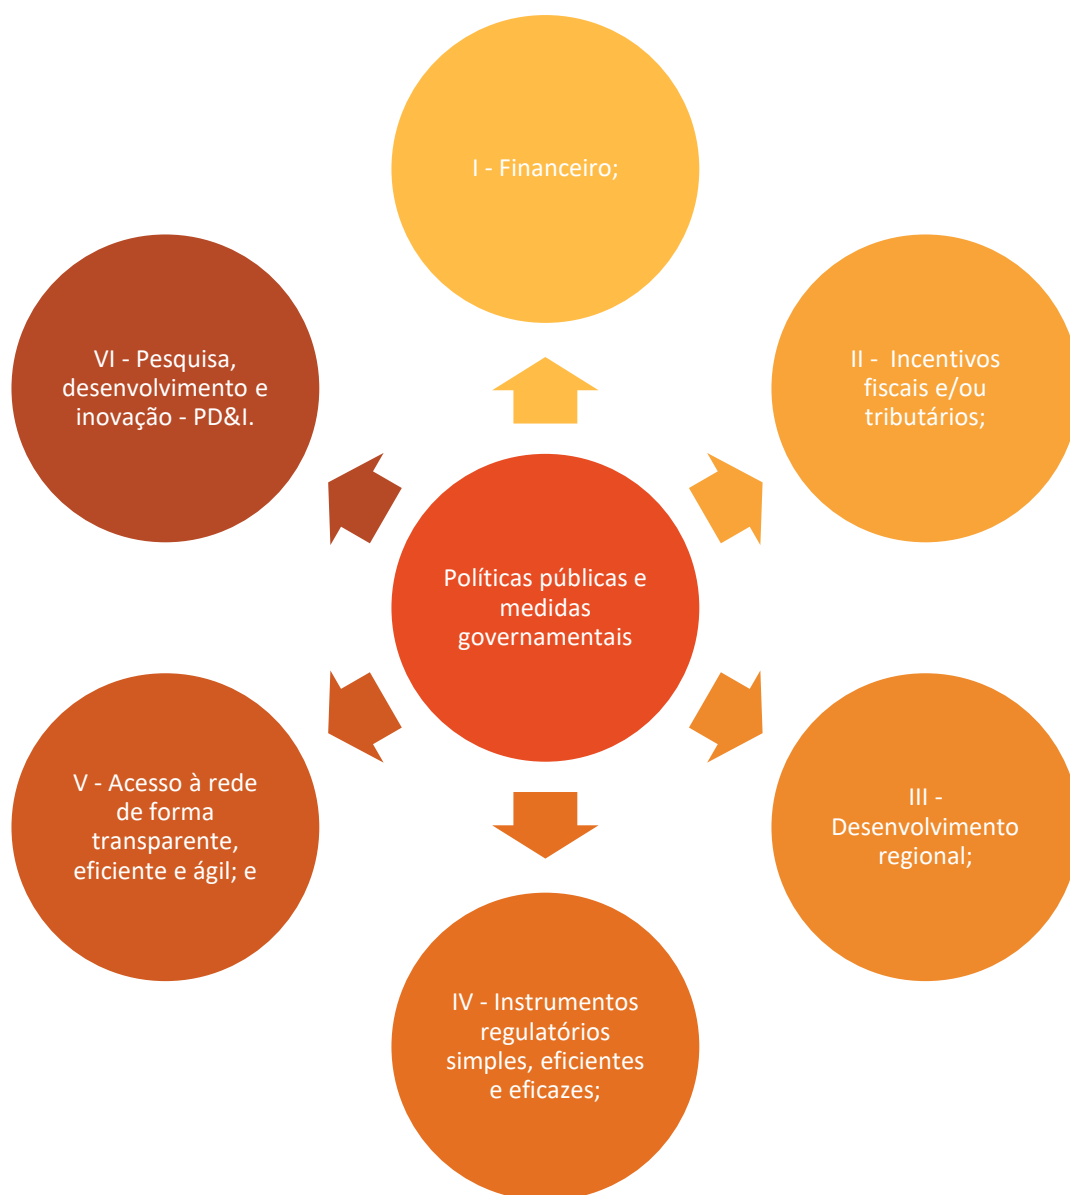 I - Financeiro;
II -  Incentivos
fiscais e/ou
tributários;
III -
Desenvolvimento
regional;
IV - Instrumentos
regulatórios
simples, eficientes
e eficazes;
V - Acesso à rede
de forma
transparente,
eficiente e ágil; e
VI - Pesquisa,
desenvolvimento e
inovação - PD&I.
Políticas públicas e
medidas
governamentais